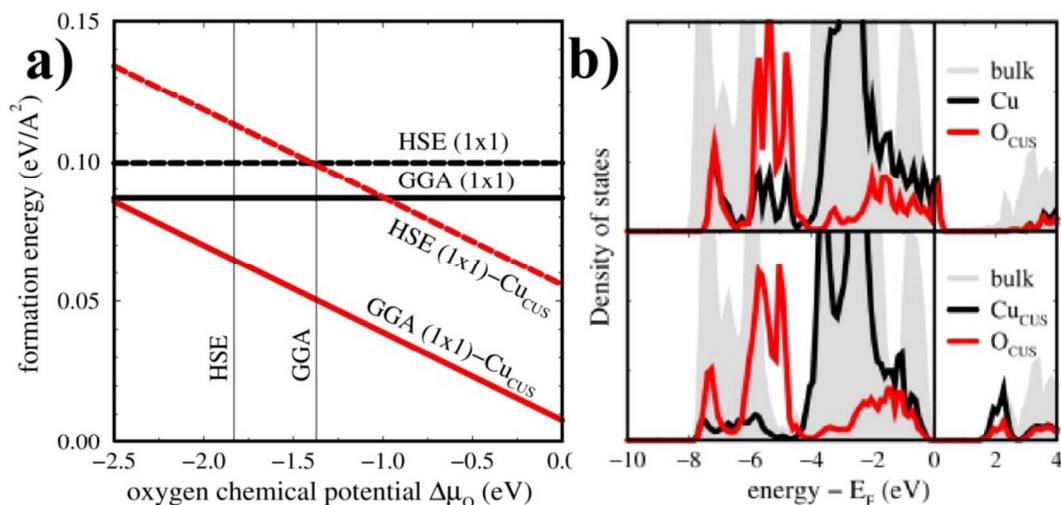 a)
0.15
0.10
0.05
0.00
formation energy (eV/A²)
HSE (1x1)
GGA (1x1)
HSE (1x1)–Cu_CUS
GGA (1x1)–Cu_CUS
HSE
GGA
−2.5 −2.0 −1.5 −1.0 −0.5 0.0
oxygen chemical potential Δμ_O (eV)
b)
Density of states
bulk
Cu
O_CUS
bulk
Cu_CUS
O_CUS
−10 −8 −6 −4 −2 0 2 4
energy – E_F (eV)